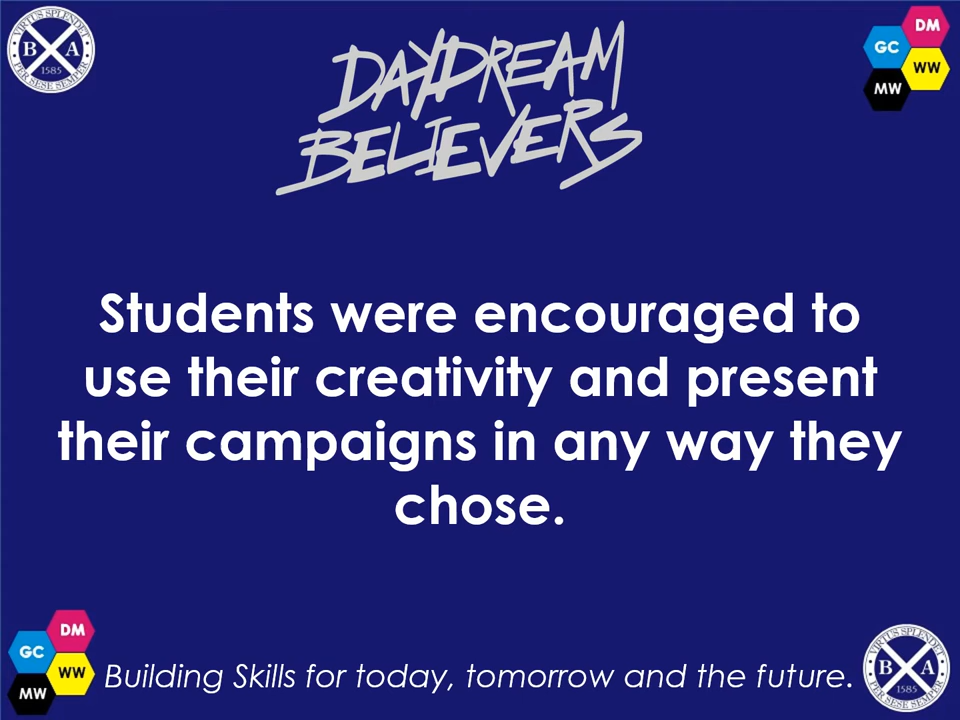 VIRTUS SPLENDET
B A
1585
PER SESE SEMPER
DM
GC
WW
MW
DAYDREAM
BELIEVERS
Students were encouraged to
use their creativity and present
their campaigns in any way they
chose.
DM
GC
WW
MW
Building Skills for today, tomorrow and the future.
VIRTUS SPLENDET
B A
1585
PER SESE SEMPER